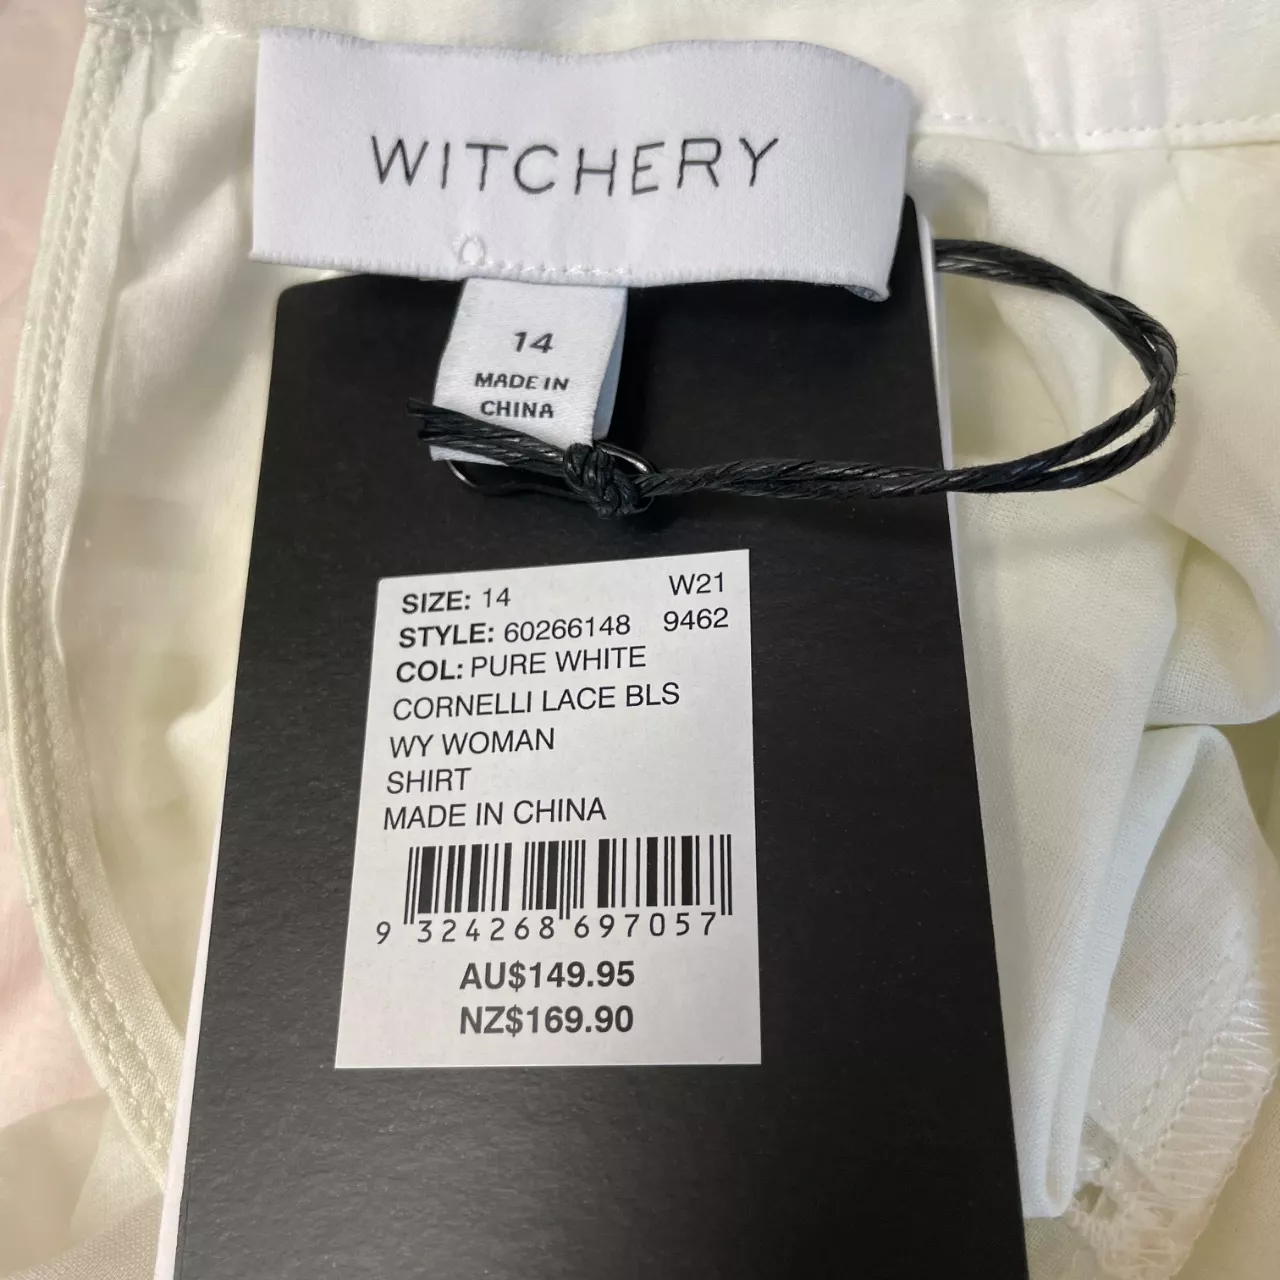 WITCHERY
14
MADE IN
CHINA
SIZE: 14 W21
STYLE: 60266148 9462
COL: PURE WHITE
CORNELLI LACE BLS
WY WOMAN
SHIRT
MADE IN CHINA
9 324268 697057
AU$149.95
NZ$169.90